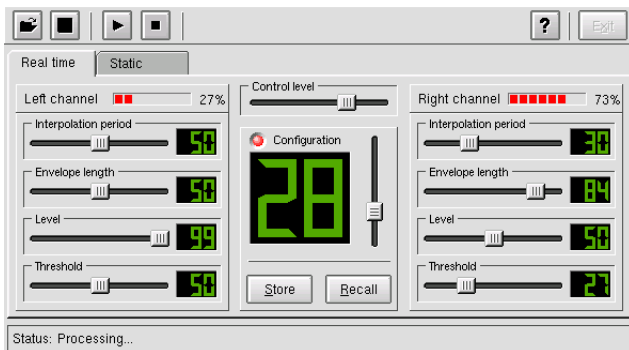 ? Exit
Real time Static
Left channel 27%
Interpolation period
50
Envelope length
50
Level
99
Threshold
50
Control level
Configuration
28
Store Recall
Right channel 73%
Interpolation period
30
Envelope length
84
Level
50
Threshold
27
Status: Processing...